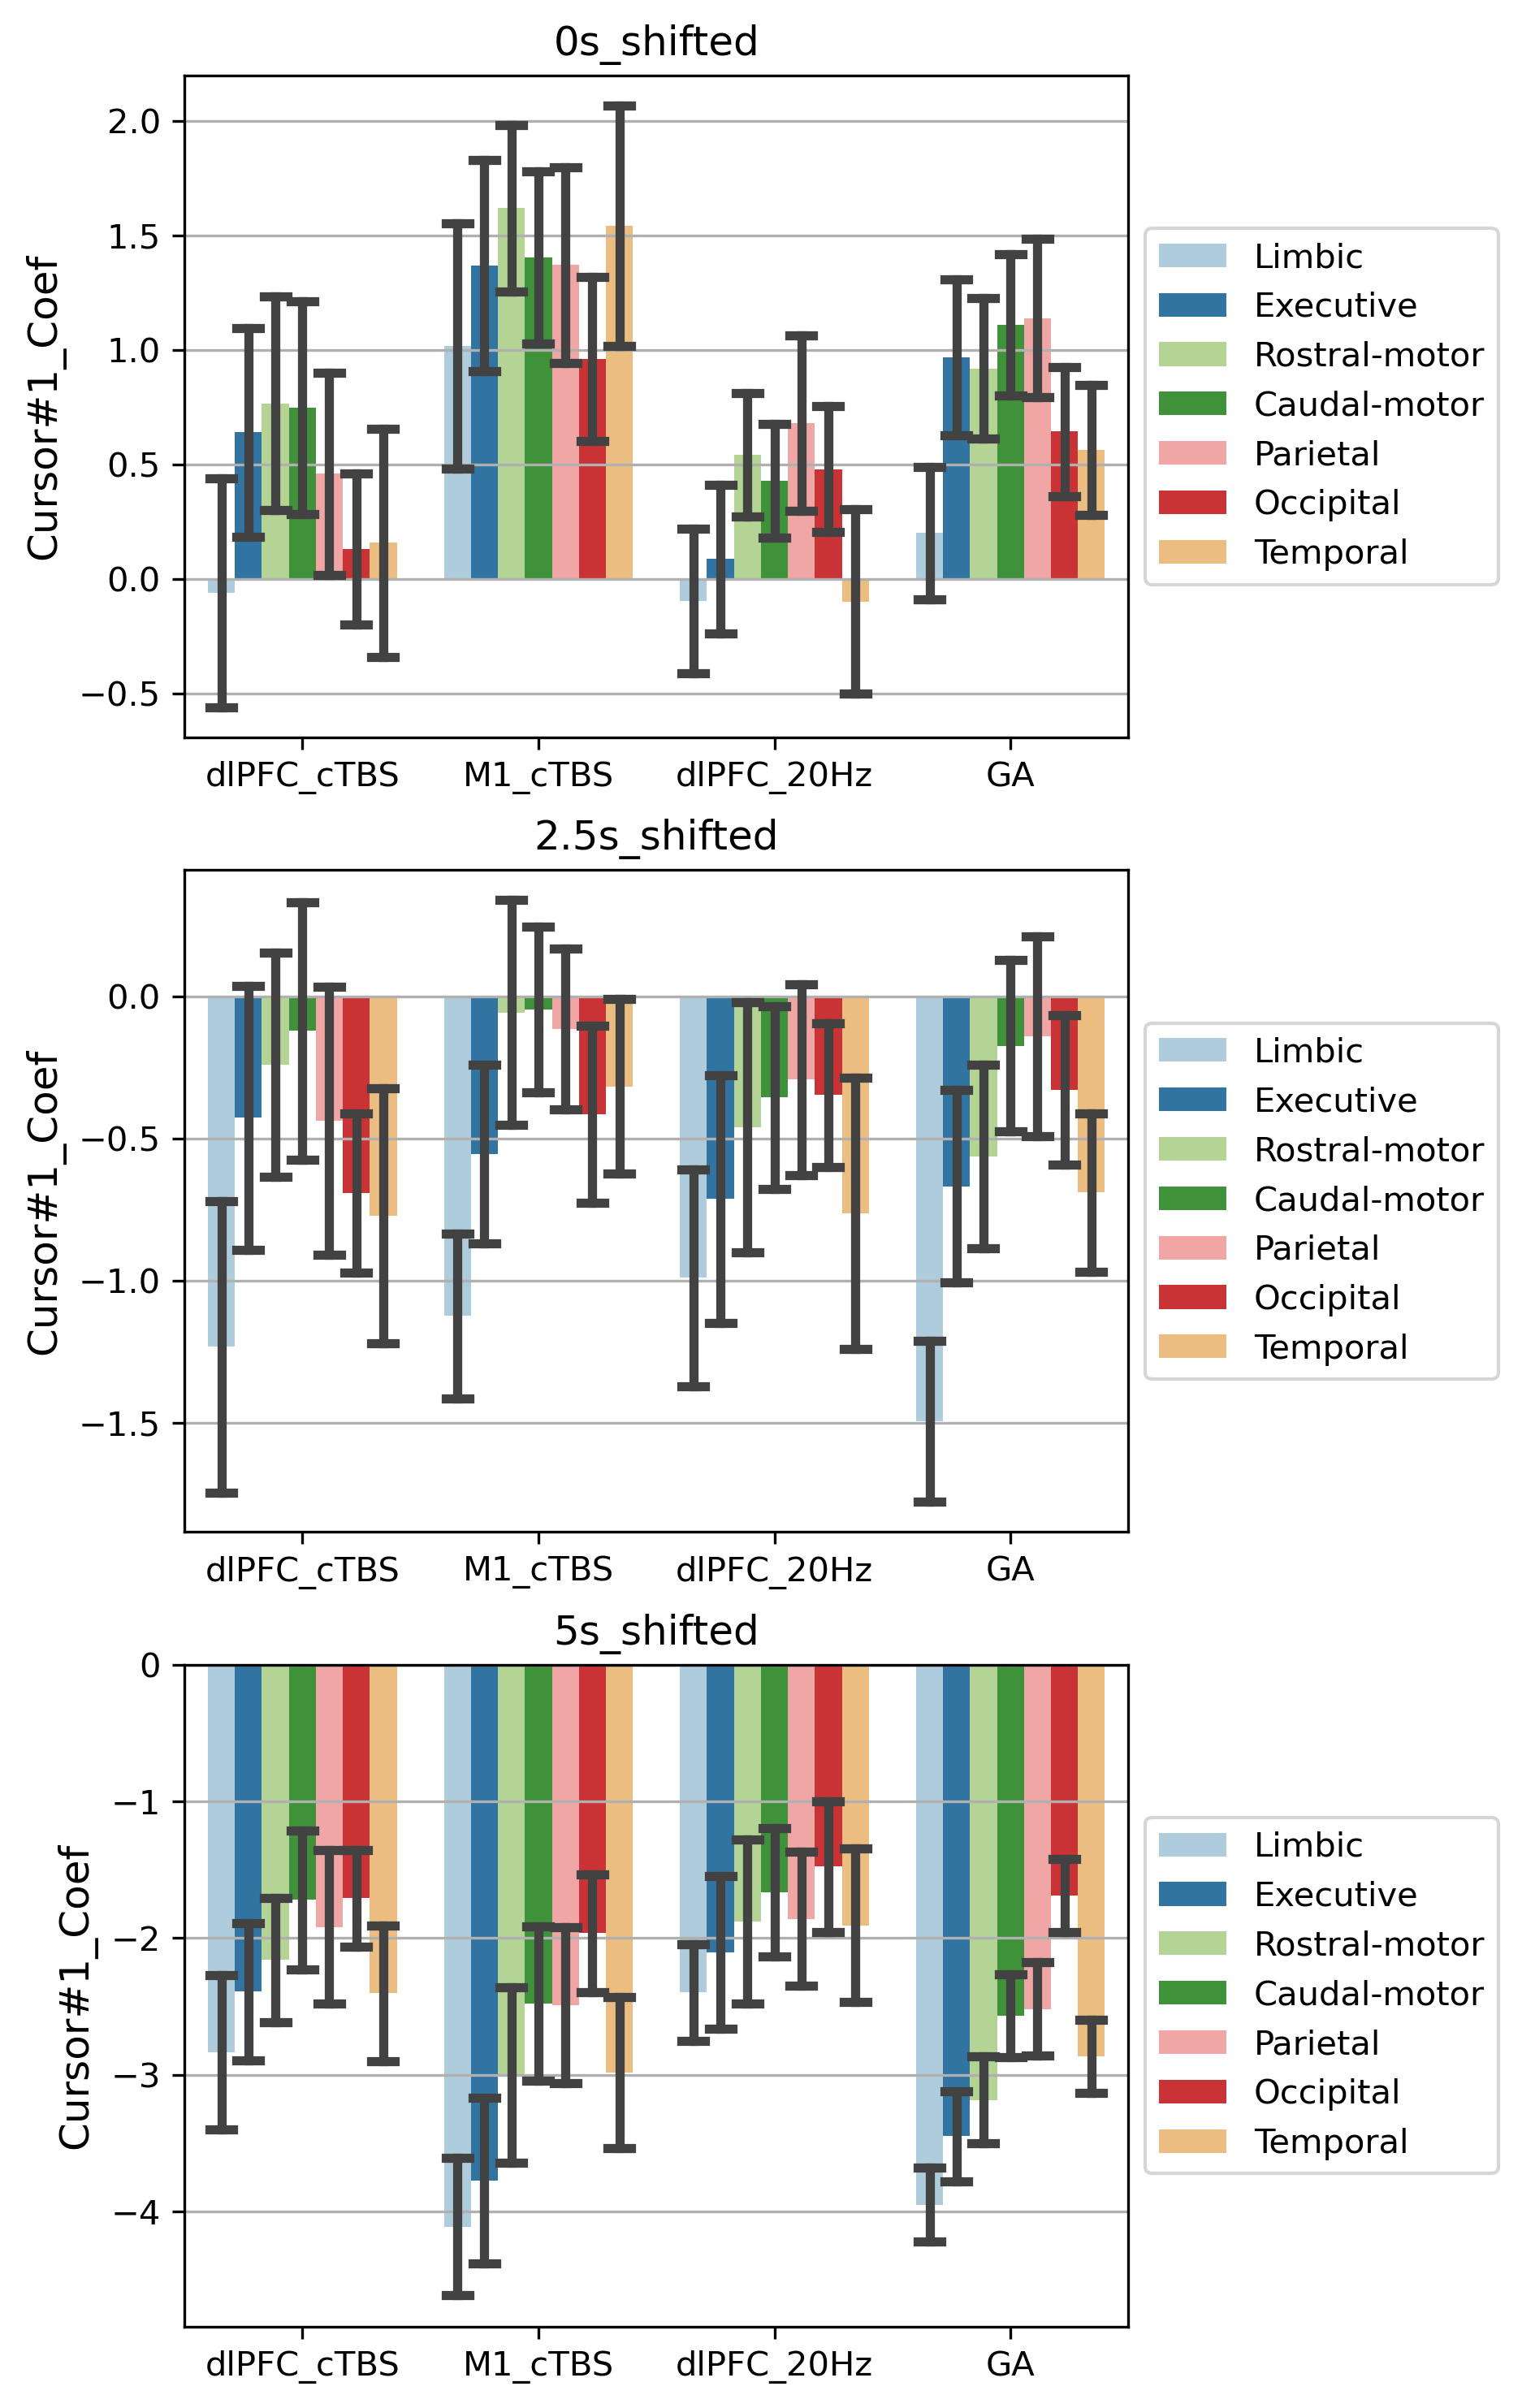 0s_shifted
Cursor#1_Coef
2.0
1.5
1.0
0.5
0.0
−0.5
dlPFC_cTBS M1_cTBS dlPFC_20Hz GA
Limbic
Executive
Rostral-motor
Caudal-motor
Parietal
Occipital
Temporal
2.5s_shifted
Cursor#1_Coef
0.0
−0.5
−1.0
−1.5
dlPFC_cTBS M1_cTBS dlPFC_20Hz GA
Limbic
Executive
Rostral-motor
Caudal-motor
Parietal
Occipital
Temporal
5s_shifted
Cursor#1_Coef
0
−1
−2
−3
−4
dlPFC_cTBS M1_cTBS dlPFC_20Hz GA
Limbic
Executive
Rostral-motor
Caudal-motor
Parietal
Occipital
Temporal